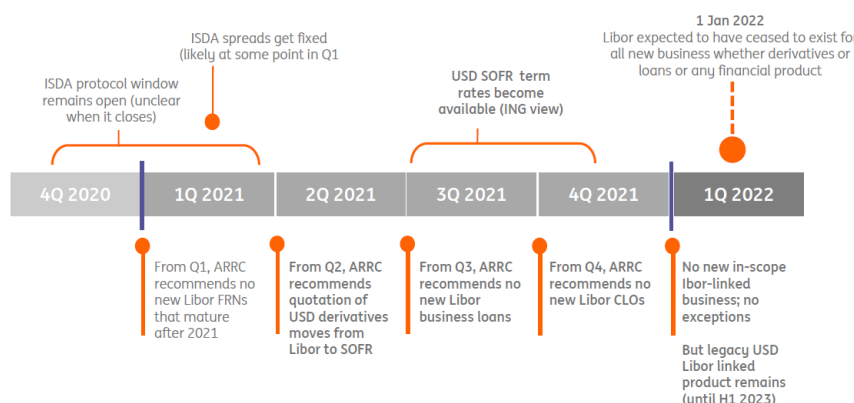 ISDA spreads get fixed
(likely at some point in Q1
1 Jan 2022
Libor expected to have ceased to exist for
all new business whether derivatives or
loans or any financial product
ISDA protocol window
remains open (unclear
when it closes)
USD SOFR term
rates become
available (ING view)
4Q 2020
1Q 2021
2Q 2021
3Q 2021
4Q 2021
1Q 2022
From Q1, ARRC
recommends no
new Libor FRNs
that mature
after 2021
From Q2, ARRC
recommends
quotation of
USD derivatives
moves from
Libor to SOFR
From Q3, ARRC
recommends no
new Libor
business loans
From Q4, ARRC
recommends no
new Libor CLOs
No new in-scope
Ibor-linked
business; no
exceptions
But legacy USD
Libor linked
product remains
(until H1 2023)